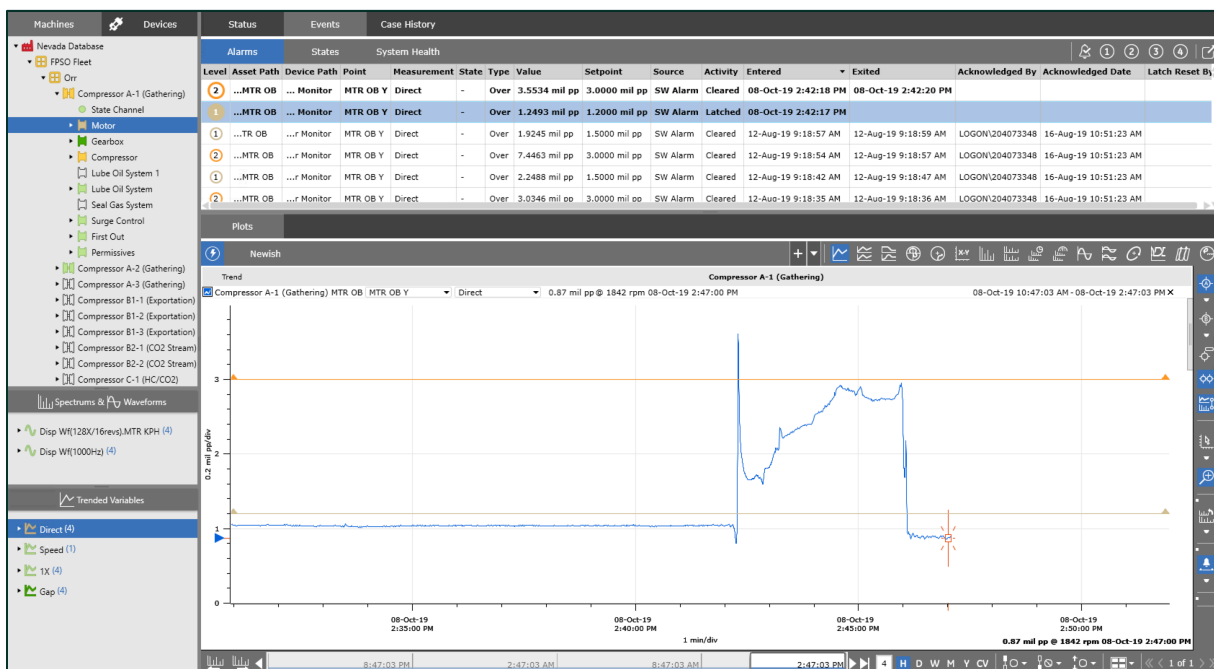 Machines Devices
Nevada Database
FPSO Fleet
Orr
Compressor A-1 (Gathering)
State Channel
Motor
Gearbox
Compressor
Lube Oil System 1
Lube Oil System
Seal Gas System
Surge Control
First Out
Permissives
Compressor A-2 (Gathering)
Compressor A-3 (Gathering)
Compressor B1-1 (Exportation)
Compressor B1-2 (Exportation)
Compressor B1-3 (Exportation)
Compressor B2-1 (CO2 Stream)
Compressor B2-2 (CO2 Stream)
Compressor C-1 (HC/CO2)
Spectrums & Waveforms
Disp Wf(128X/16revs).MTR KPH (4)
Disp Wf(1000Hz) (4)
Trended Variables
Direct (4)
Speed (1)
1X (4)
Gap (4)
Status Events Case History
Alarms States System Health 1 2 3 4
Level Asset Path Device Path Point Measurement State Type Value Setpoint Source Activity Entered Exited Acknowledged By Acknowledged Date Latch Reset By
2 ...MTR OB ... Monitor MTR OB Y Direct - Over 3.5534 mil pp 3.0000 mil pp SW Alarm Cleared 08-Oct-19 2:42:18 PM 08-Oct-19 2:42:20 PM
1 ...MTR OB ... Monitor MTR OB Y Direct - Over 1.2493 mil pp 1.2000 mil pp SW Alarm Latched 08-Oct-19 2:42:17 PM
1 ...TR OB ...r Monitor MTR OB Y Direct - Over 1.9245 mil pp 1.5000 mil pp SW Alarm Cleared 12-Aug-19 9:18:57 AM 12-Aug-19 9:18:59 AM LOGON\204073348 16-Aug-19 10:51:23 AM
2 ...MTR OB ...r Monitor MTR OB Y Direct - Over 7.4463 mil pp 3.0000 mil pp SW Alarm Cleared 12-Aug-19 9:18:54 AM 12-Aug-19 9:18:57 AM LOGON\204073348 16-Aug-19 10:51:23 AM
1 ...MTR OB ...r Monitor MTR OB Y Direct - Over 2.2488 mil pp 1.5000 mil pp SW Alarm Cleared 12-Aug-19 9:18:42 AM 12-Aug-19 9:18:47 AM LOGON\204073348 16-Aug-19 10:51:23 AM
2 ...MTR OB ...r Monitor MTR OB Y Direct - Over 3.0346 mil pp 3.0000 mil pp SW Alarm Cleared 12-Aug-19 9:18:35 AM 12-Aug-19 9:18:36 AM LOGON\204073348 16-Aug-19 10:51:23 AM
Plots
Newish
Trend Compressor A-1 (Gathering)
Compressor A-1 (Gathering) MTR OB MTR OB Y Direct 0.87 mil pp @ 1842 rpm 08-Oct-19 2:47:00 PM 08-Oct-19 10:47:03 AM - 08-Oct-19 2:47:03 PM
3
2
1
0
0.2 mil pp/div
08-Oct-19 08-Oct-19 08-Oct-19 08-Oct-19
2:35:00 PM 2:40:00 PM 2:45:00 PM 2:50:00 PM
1 min/div 0.87 mil pp @ 1842 rpm 08-Oct-19 2:47:00 PM
8:47:03 PM 2:47:03 AM 8:47:03 AM 2:47:03 PM 4 H D W M Y CV 1 of 1